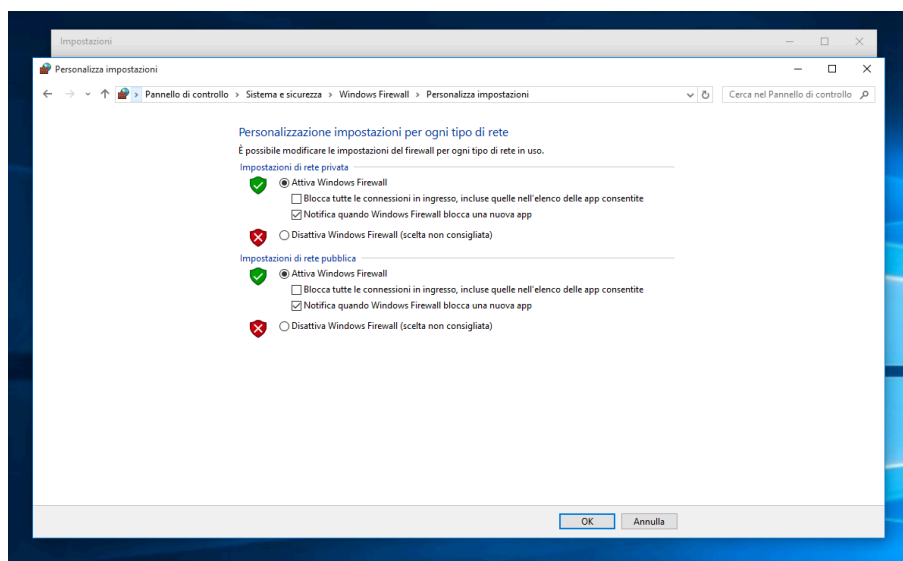 Impostazioni
Personalizza impostazioni
Pannello di controllo > Sistema e sicurezza > Windows Firewall > Personalizza impostazioni
Cerca nel Pannello di controllo
Personalizzazione impostazioni per ogni tipo di rete
È possibile modificare le impostazioni del firewall per ogni tipo di rete in uso.
Impostazioni di rete privata
Attiva Windows Firewall
Blocca tutte le connessioni in ingresso, incluse quelle nell'elenco delle app consentite
Notifica quando Windows Firewall blocca una nuova app
Disattiva Windows Firewall (scelta non consigliata)
Impostazioni di rete pubblica
Attiva Windows Firewall
Blocca tutte le connessioni in ingresso, incluse quelle nell'elenco delle app consentite
Notifica quando Windows Firewall blocca una nuova app
Disattiva Windows Firewall (scelta non consigliata)
OK Annulla